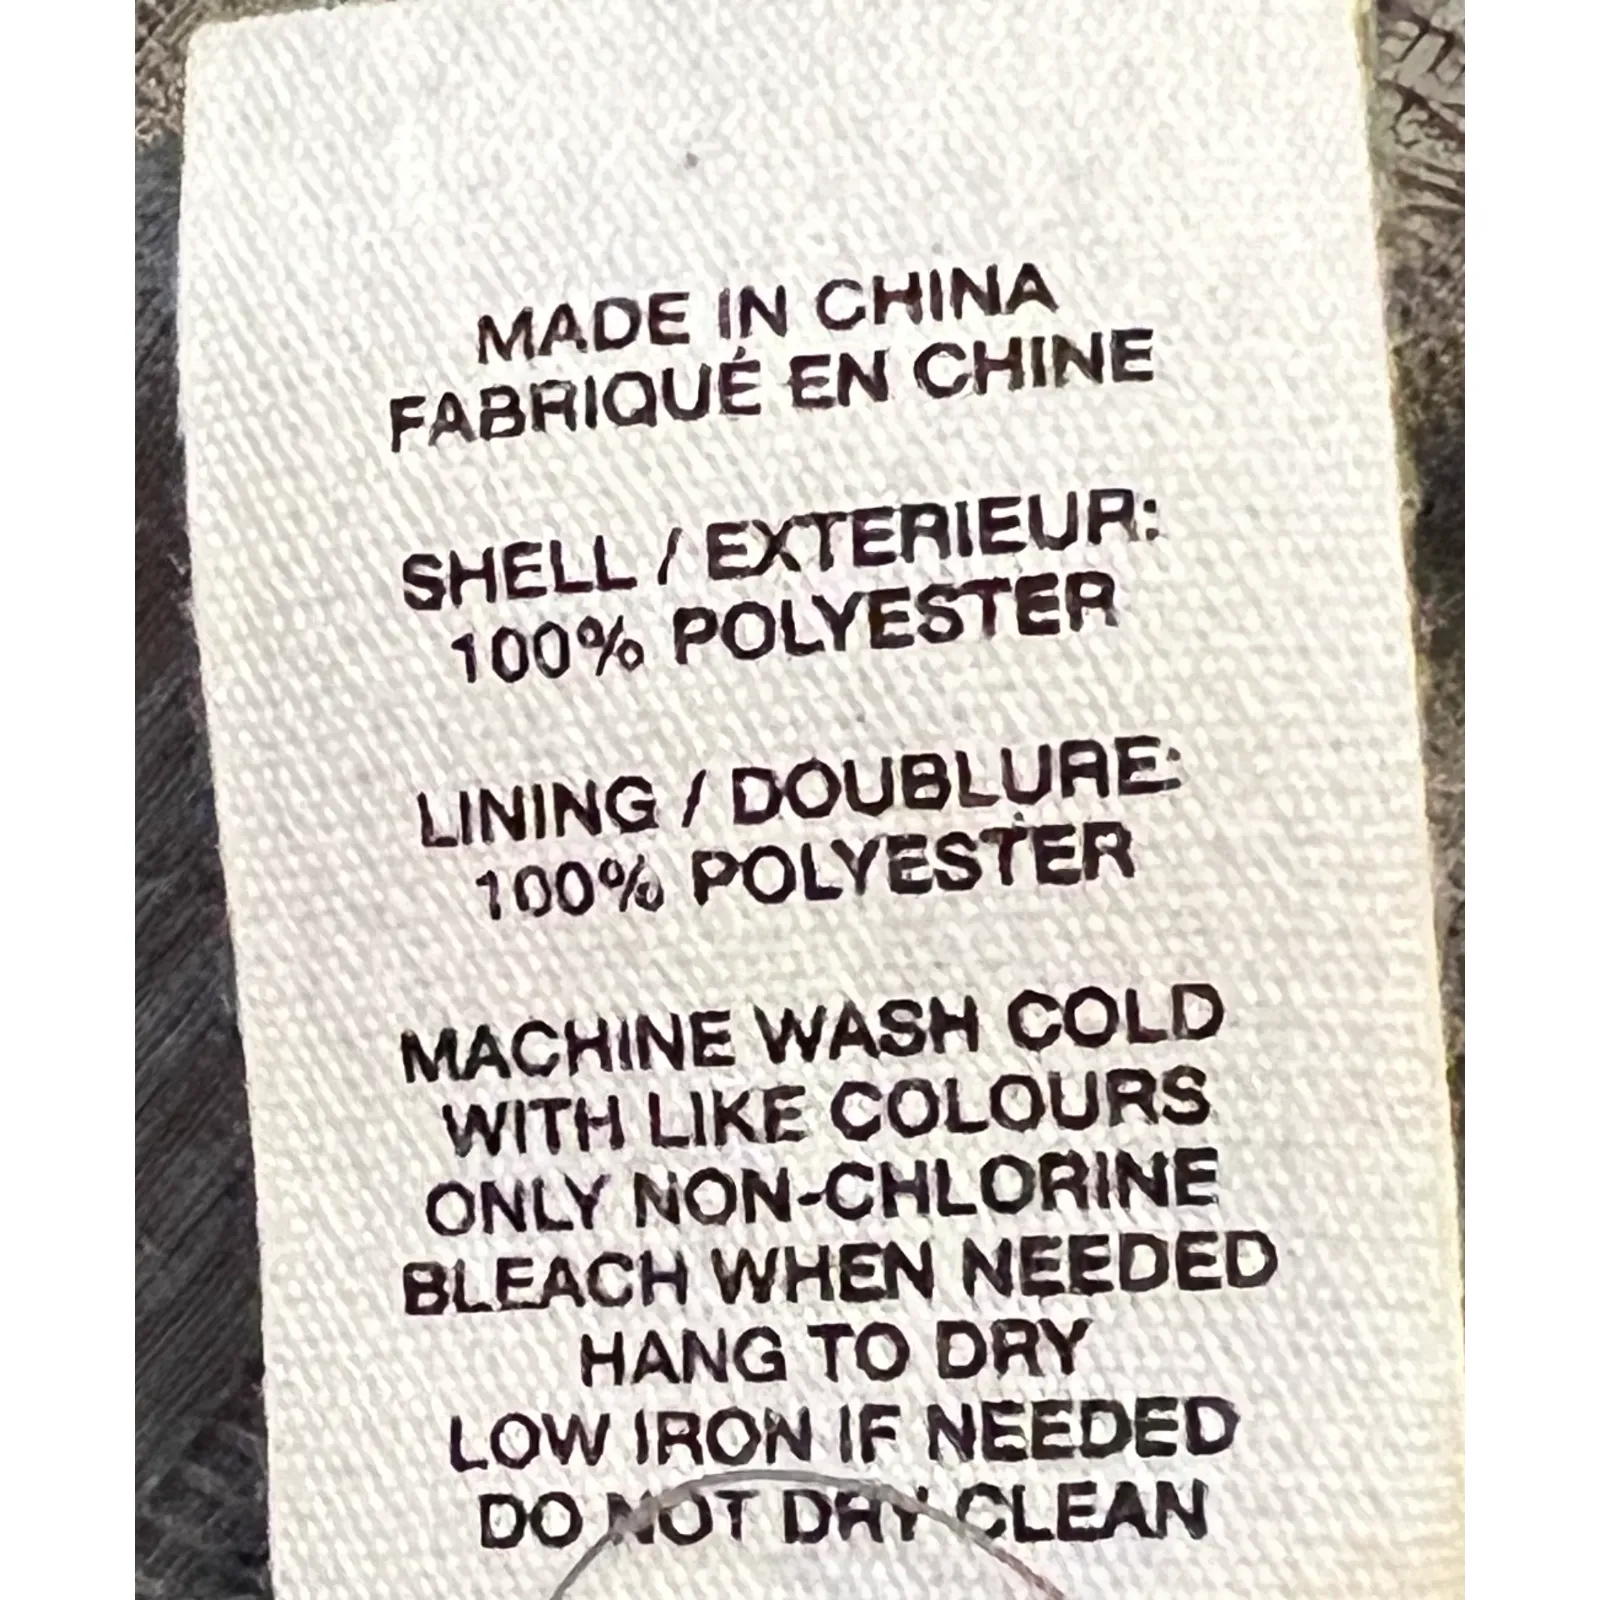 MADE IN CHINA
FABRIQUÉ EN CHINE
SHELL / EXTERIEUR:
100% POLYESTER
LINING / DOUBLURE:
100% POLYESTER
MACHINE WASH COLD
WITH LIKE COLOURS
ONLY NON-CHLORINE
BLEACH WHEN NEEDED
HANG TO DRY
LOW IRON IF NEEDED
DO NOT DRY CLEAN